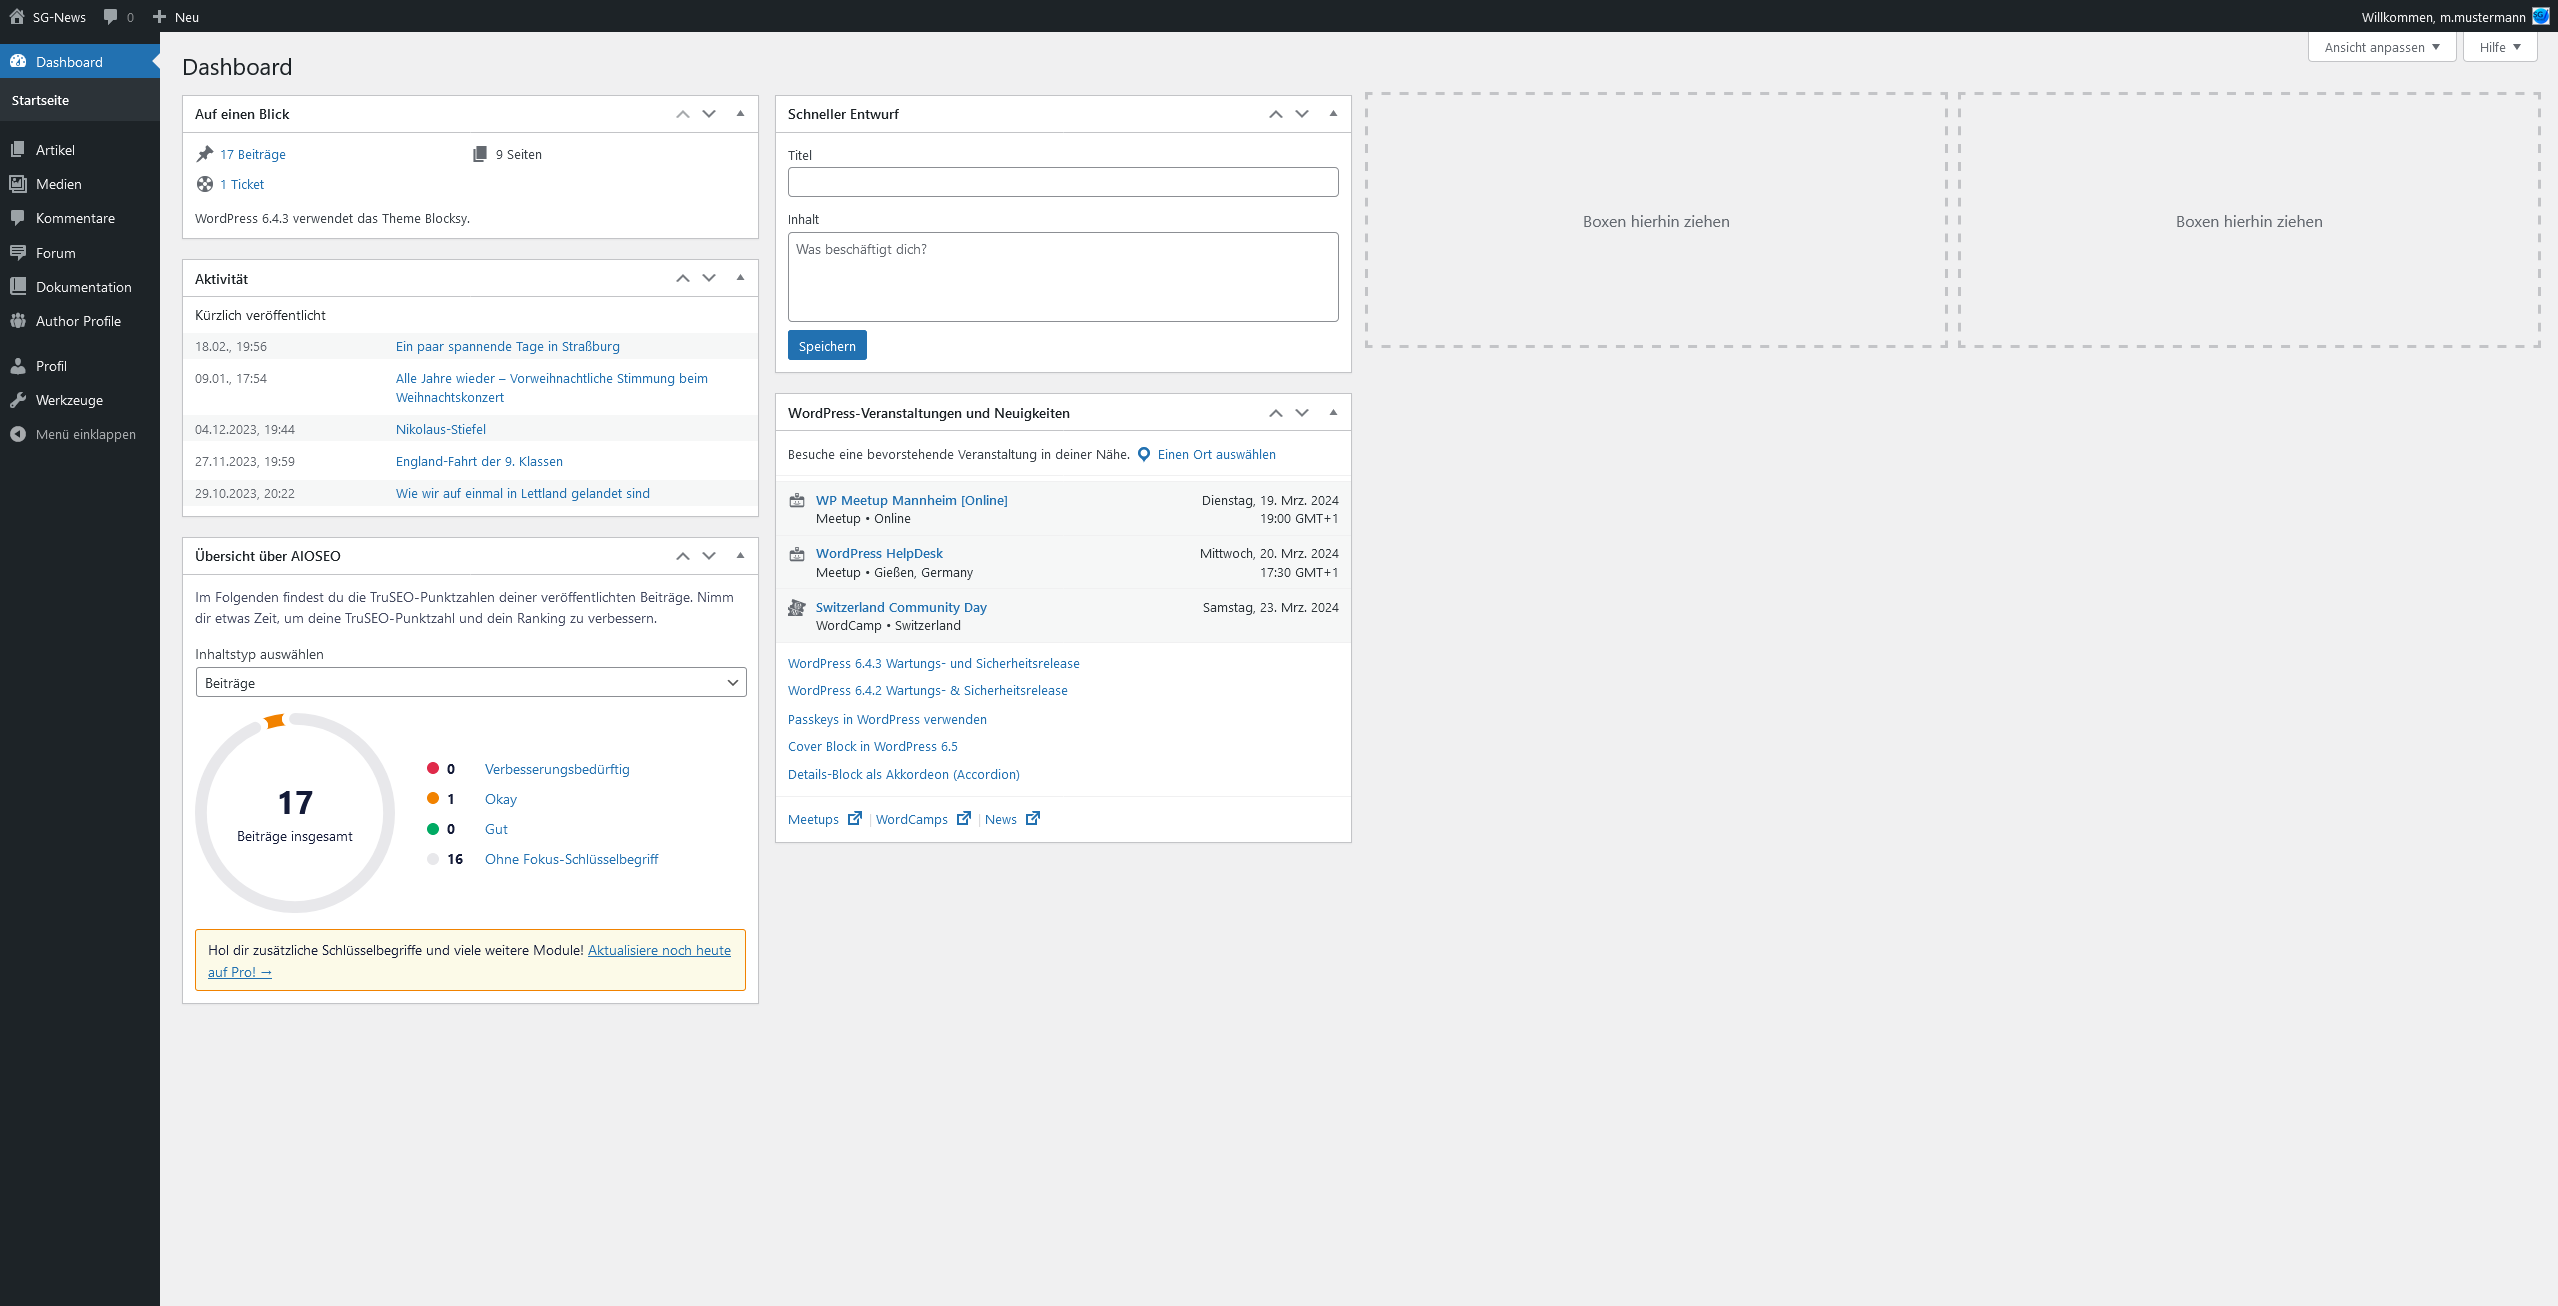 SG-News
0
Neu
Willkommen, m.mustermann
Dashboard
Startseite
Artikel
Medien
Kommentare
Forum
Dokumentation
Author Profile
Profil
Werkzeuge
Menü einklappen
Ansicht anpassen
Hilfe
Dashboard
Auf einen Blick
17 Beiträge
9 Seiten
1 Ticket
WordPress 6.4.3 verwendet das Theme Blocksy.
Aktivität
Kürzlich veröffentlicht
18.02., 19:56 Ein paar spannende Tage in Straßburg
09.01., 17:54 Alle Jahre wieder – Vorweihnachtliche Stimmung beim
Weihnachtskonzert
04.12.2023, 19:44 Nikolaus-Stiefel
27.11.2023, 19:59 England-Fahrt der 9. Klassen
29.10.2023, 20:22 Wie wir auf einmal in Lettland gelandet sind
Übersicht über AIOSEO
Im Folgenden findest du die TruSEO-Punktzahlen deiner veröffentlichten Beiträge. Nimm
dir etwas Zeit, um deine TruSEO-Punktzahl und dein Ranking zu verbessern.
Inhaltstyp auswählen
Beiträge
17
Beiträge insgesamt
0 Verbesserungsbedürftig
1 Okay
0 Gut
16 Ohne Fokus-Schlüsselbegriff
Hol dir zusätzliche Schlüsselbegriffe und viele weitere Module! Aktualisiere noch heute
auf Pro! →
Schneller Entwurf
Titel
Inhalt
Was beschäftigt dich?
Speichern
WordPress-Veranstaltungen und Neuigkeiten
Besuche eine bevorstehende Veranstaltung in deiner Nähe. Einen Ort auswählen
WP Meetup Mannheim [Online] Dienstag, 19. Mrz. 2024
Meetup • Online 19:00 GMT+1
WordPress HelpDesk Mittwoch, 20. Mrz. 2024
Meetup • Gießen, Germany 17:30 GMT+1
Switzerland Community Day Samstag, 23. Mrz. 2024
WordCamp • Switzerland
WordPress 6.4.3 Wartungs- und Sicherheitsrelease
WordPress 6.4.2 Wartungs- & Sicherheitsrelease
Passkeys in WordPress verwenden
Cover Block in WordPress 6.5
Details-Block als Akkordeon (Accordion)
Meetups | WordCamps | News
Boxen hierhin ziehen
Boxen hierhin ziehen